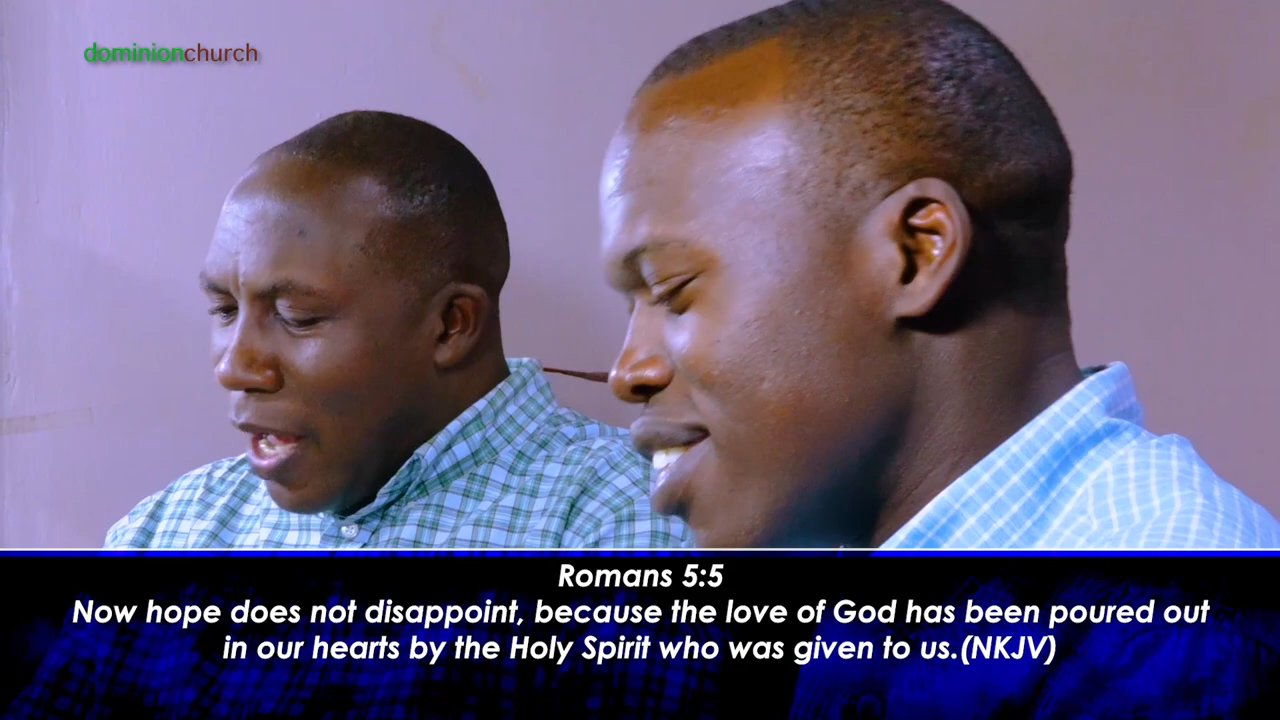 dominionchurch
Romans 5:5
Now hope does not disappoint, because the love of God has been poured out
in our hearts by the Holy Spirit who was given to us.(NKJV)